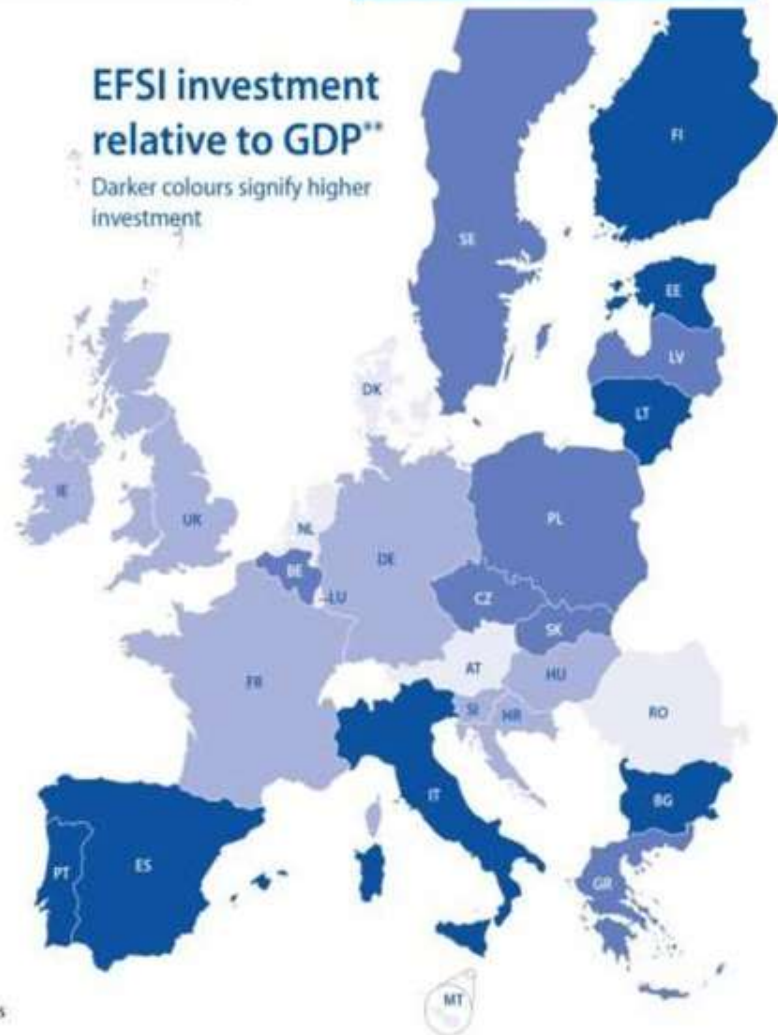 EFSI investment
relative to GDP**
Darker colours signify higher
investment
FI
SE
EE
LV
DK
LT
IE
UK
NL
PL
DE
BE
LU
CZ
SK
AT
HU
FR
SI
HR
RO
IT
BG
PT
ES
GR
MT
s